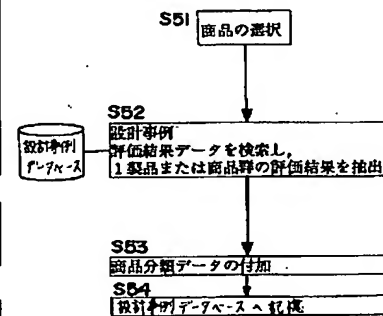 S51
商品の選択
S52
設計事例
評価結果データを検索し,
1製品または商品群の評価結果を抽出
設計事例
データベース
S53
商品分類データの付加
S54
設計事例データベースへ記憶